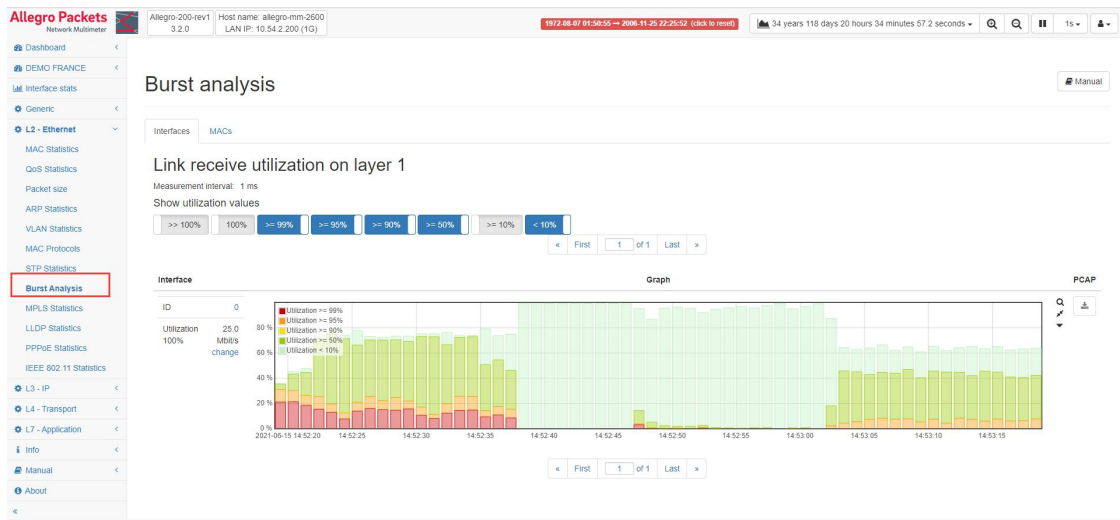 Allegro Packets
Network Multimeter
Allegro-200-rev1
3.2.0
Host name: allegro-mm-2600
LAN IP: 10.54.2.200 (1G)
1972-08-07 01:50:55 → 2006-11-25 22:25:52 (click to reset)
34 years 118 days 20 hours 34 minutes 57.2 seconds
1s
Dashboard
DEMO FRANCE
Interface stats
Generic
L2 - Ethernet
MAC Statistics
QoS Statistics
Packet size
ARP Statistics
VLAN Statistics
MAC Protocols
STP Statistics
Burst Analysis
MPLS Statistics
LLDP Statistics
PPPoE Statistics
IEEE 802.11 Statistics
L3 - IP
L4 - Transport
L7 - Application
Info
Manual
About
«
Burst analysis
Manual
Interfaces MACs
Link receive utilization on layer 1
Measurement interval: 1 ms
Show utilization values
>> 100% 100% >= 99% >= 95% >= 90% >= 50% >= 10% < 10%
« First 1 of 1 Last »
Interface Graph PCAP
ID 0
Utilization 25.0
100% Mbit/s
change
Utilization >= 99%
Utilization >= 95%
Utilization >= 90%
Utilization >= 50%
Utilization < 10%
80 %
60 %
40 %
20 %
0 %
2021-06-15 14:52:20 14:52:25 14:52:30 14:52:35 14:52:40 14:52:45 14:52:50 14:52:55 14:53:00 14:53:05 14:53:10 14:53:15
« First 1 of 1 Last »